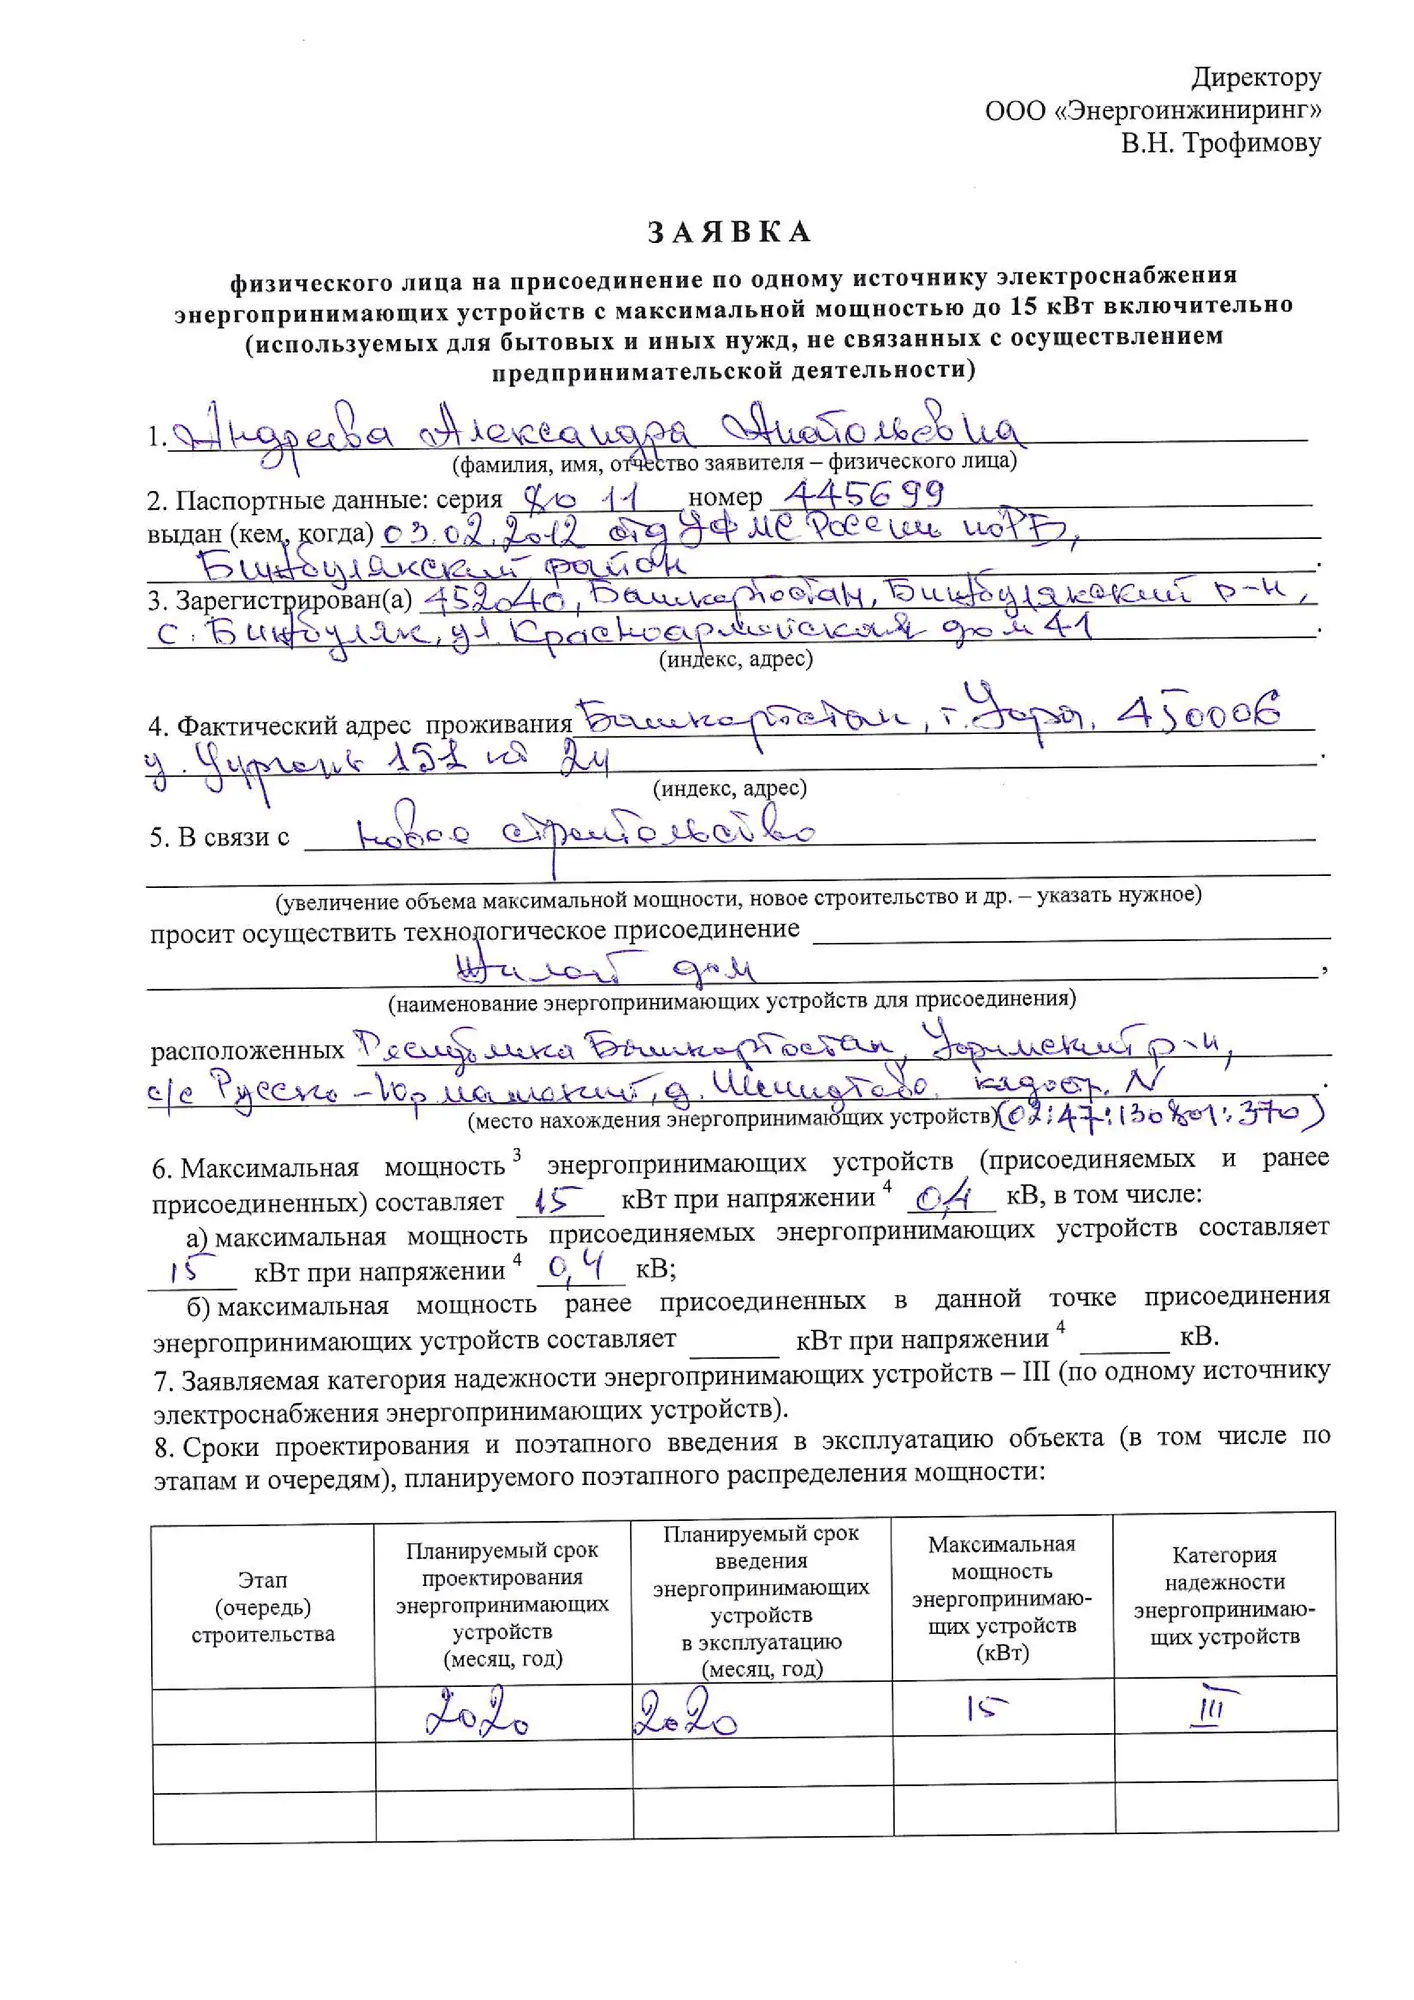 Директору
ООО «Энергоинжиниринг»
В.Н. Трофимову
ЗАЯВКА
физического лица на присоединение по одному источнику электроснабжения
энергопринимающих устройств с максимальной мощностью до 15 кВт включительно
(используемых для бытовых и иных нужд, не связанных с осуществлением
предпринимательской деятельности)
1. Андреева Александра Анатольевна
(фамилия, имя, отчество заявителя – физического лица)
2. Паспортные данные: серия 80 11 номер 445699
выдан (кем, когда) 03.02.2012 отд УФМС России по РБ,
Бижбулякский район
3. Зарегистрирован(а) 452040, Башкортостан, Бижбулякский р-н,
с. Бижбуляк, ул. Красноармейская дом 41
(индекс, адрес)
4. Фактический адрес проживания Башкортостан, г. Уфа, 450006
151 кв 24
(индекс, адрес)
5. В связи с новое строительство
(увеличение объема максимальной мощности, новое строительство и др. – указать нужное)
просит осуществить технологическое присоединение
Жилой дом
,
(наименование энергопринимающих устройств для присоединения)
расположенных Республика Башкортостан, Уфимский р-н,
с/с Русско-Юрмашский, д. кадастр. N
.
(место нахождения энергопринимающих устройств) (02:47:130801:370)
6. Максимальная мощность 3 энергопринимающих устройств (присоединяемых и ранее
присоединенных) составляет 15 кВт при напряжении 4 0,4 кВ, в том числе:
а) максимальная мощность присоединяемых энергопринимающих устройств составляет
15 кВт при напряжении 4 0,4 кВ;
б) максимальная мощность ранее присоединенных в данной точке присоединения
энергопринимающих устройств составляет кВт при напряжении 4 кВ.
7. Заявляемая категория надежности энергопринимающих устройств – III (по одному источнику
электроснабжения энергопринимающих устройств).
8. Сроки проектирования и поэтапного введения в эксплуатацию объекта (в том числе по
этапам и очередям), планируемого поэтапного распределения мощности:
Этап
(очередь)
строительства
Планируемый срок
проектирования
энергопринимающих
устройств
(месяц, год)
Планируемый срок
введения
энергопринимающих
устройств
в эксплуатацию
(месяц, год)
Максимальная
мощность
энергопринимаю-
щих устройств
(кВт)
Категория
надежности
энергопринимаю-
щих устройств
2020 2020 15 III